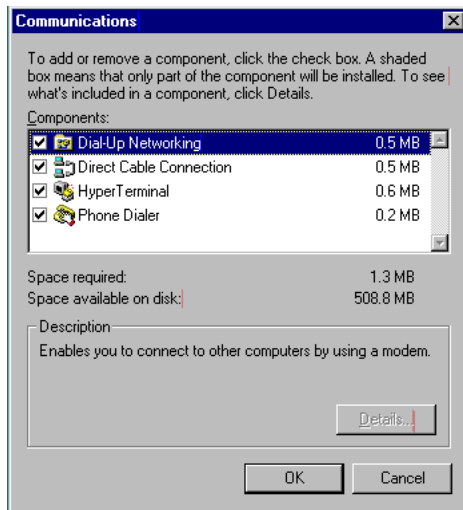 Communications
To add or remove a component, click the check box. A shaded
box means that only part of the component will be installed. To see
what's included in a component, click Details.
Components:
Dial-Up Networking 0.5 MB
Direct Cable Connection 0.5 MB
HyperTerminal 0.6 MB
Phone Dialer 0.2 MB
Space required: 1.3 MB
Space available on disk: 508.8 MB
Description
Enables you to connect to other computers by using a modem.
Details...
OK Cancel